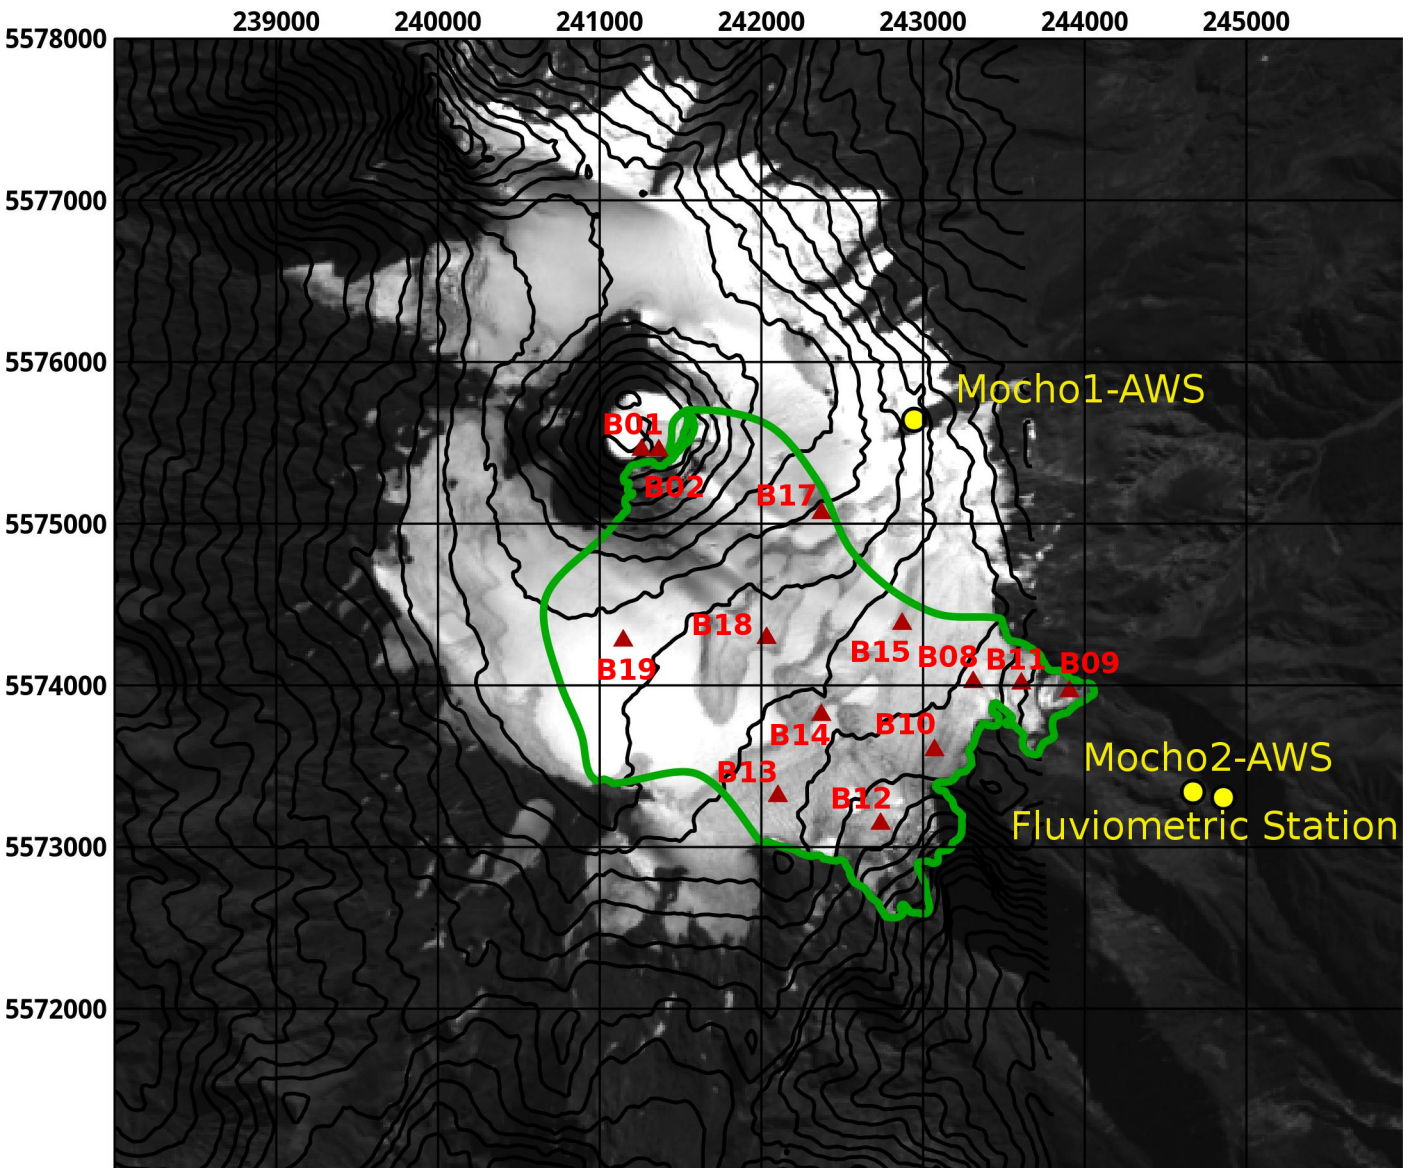 239000 240000 241000 242000 243000 244000 245000
5578000
5577000
5576000
Mocho1-AWS
B01
B02
B17
5575000
B18
B15 B08 B11 B09
B19
5574000
B14
B10
Mocho2-AWS
B13
B12
Fluviometric Station
5573000
5572000